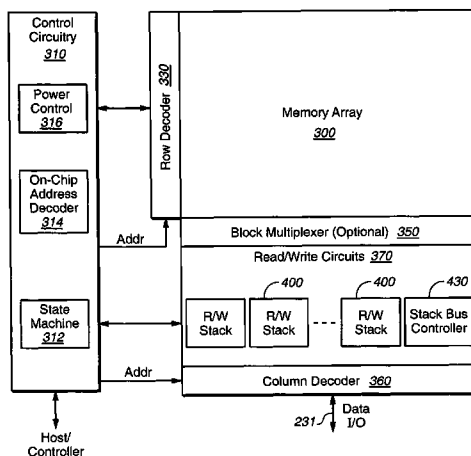 Control
Circuitry
310
Power
Control
316
On-Chip
Address
Decoder
314
State
Machine
312
Host/
Controller
Addr
Addr
Row Decoder 330
Memory Array
300
Block Multiplexer (Optional) 350
Read/Write Circuits 370
400
400
430
R/W
Stack
R/W
Stack
R/W
Stack
Stack Bus
Controller
Column Decoder 360
231
Data
I/O